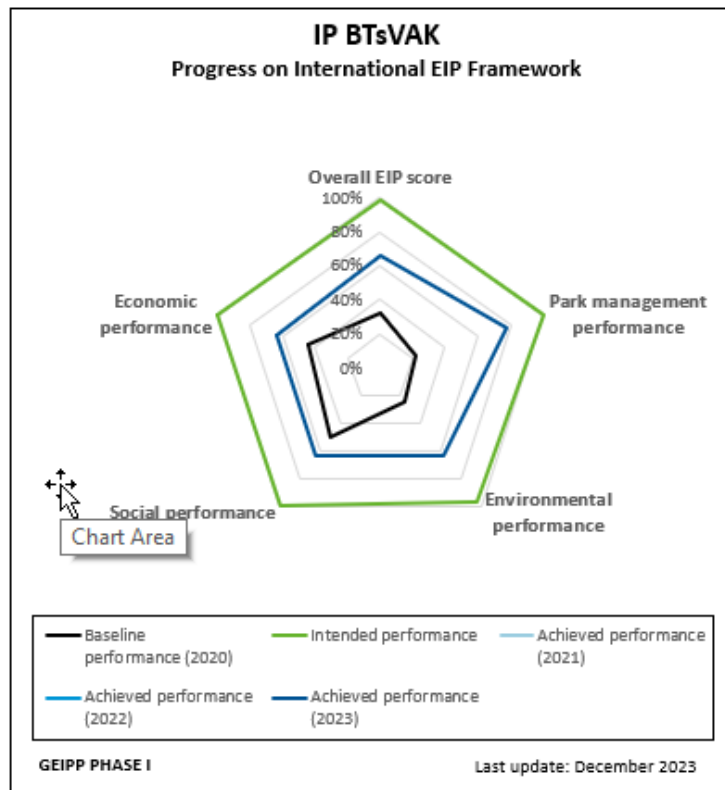 IP BTsVAK
Progress on International EIP Framework
Overall EIP score
100%
80%
60%
40%
20%
0%
Economic
performance
Park management
performance
Social performance
Environmental
performance
Chart Area
Baseline
performance (2020)
Intended performance
Achieved performance
(2021)
Achieved performance
(2022)
Achieved performance
(2023)
GEIPP PHASE I
Last update: December 2023